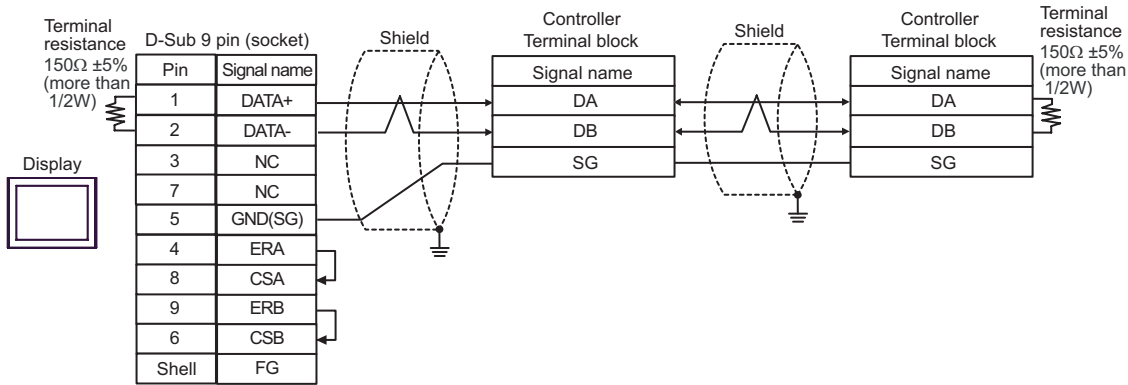 Terminal
resistance
150Ω ±5%
(more than
1/2W)
D-Sub 9 pin (socket)
Pin Signal name
1 DATA+
2 DATA-
3 NC
7 NC
5 GND(SG)
4 ERA
8 CSA
9 ERB
6 CSB
Shell FG
Display
Shield
Controller
Terminal block
Signal name
DA
DB
SG
Shield
Controller
Terminal block
Signal name
DA
DB
SG
Terminal
resistance
150Ω ±5%
(more than
1/2W)